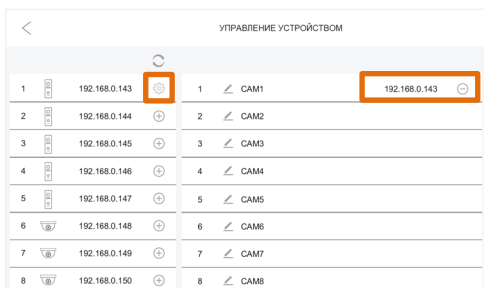 УПРАВЛЕНИЕ УСТРОЙСТВОМ
1 192.168.0.143 1 CAM1 192.168.0.143
2 192.168.0.144 2 CAM2
3 192.168.0.145 3 CAM3
4 192.168.0.146 4 CAM4
5 192.168.0.147 5 CAM5
6 192.168.0.148 6 CAM6
7 192.168.0.149 7 CAM7
8 192.168.0.150 8 CAM8